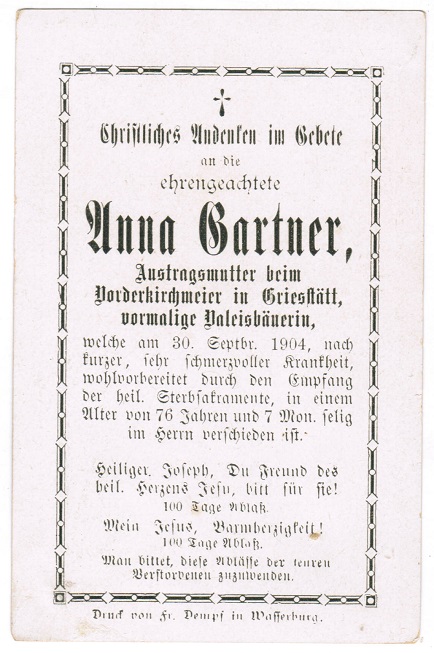 Christliches Andenken im Gebete
an die
ehrengeachtete
Anna Gartner,
Austragsmutter beim
Vorderkirchmeier in Griesstätt,
vormalige Valeisbäuerin,
welche am 30. Septbr. 1904, nach
kurzer, sehr schmerzvoller Krankheit,
wohlvorbereitet durch den Empfang
der heil. Sterbsakramente, in einem
Alter von 76 Jahren und 7 Mon. selig
im Herrn verschieden ist.
Heiliger Joseph, Du Freund des
heil. Herzens Jesu, bitt für sie!
100 Tage Ablaß.
Mein Jesus, Barmherzigkeit!
100 Tage Ablaß.
Man bittet, diese Ablässe der teuren
Verstorbenen zuzuwenden.
Druck von Fr. Dempf in Wasserburg.